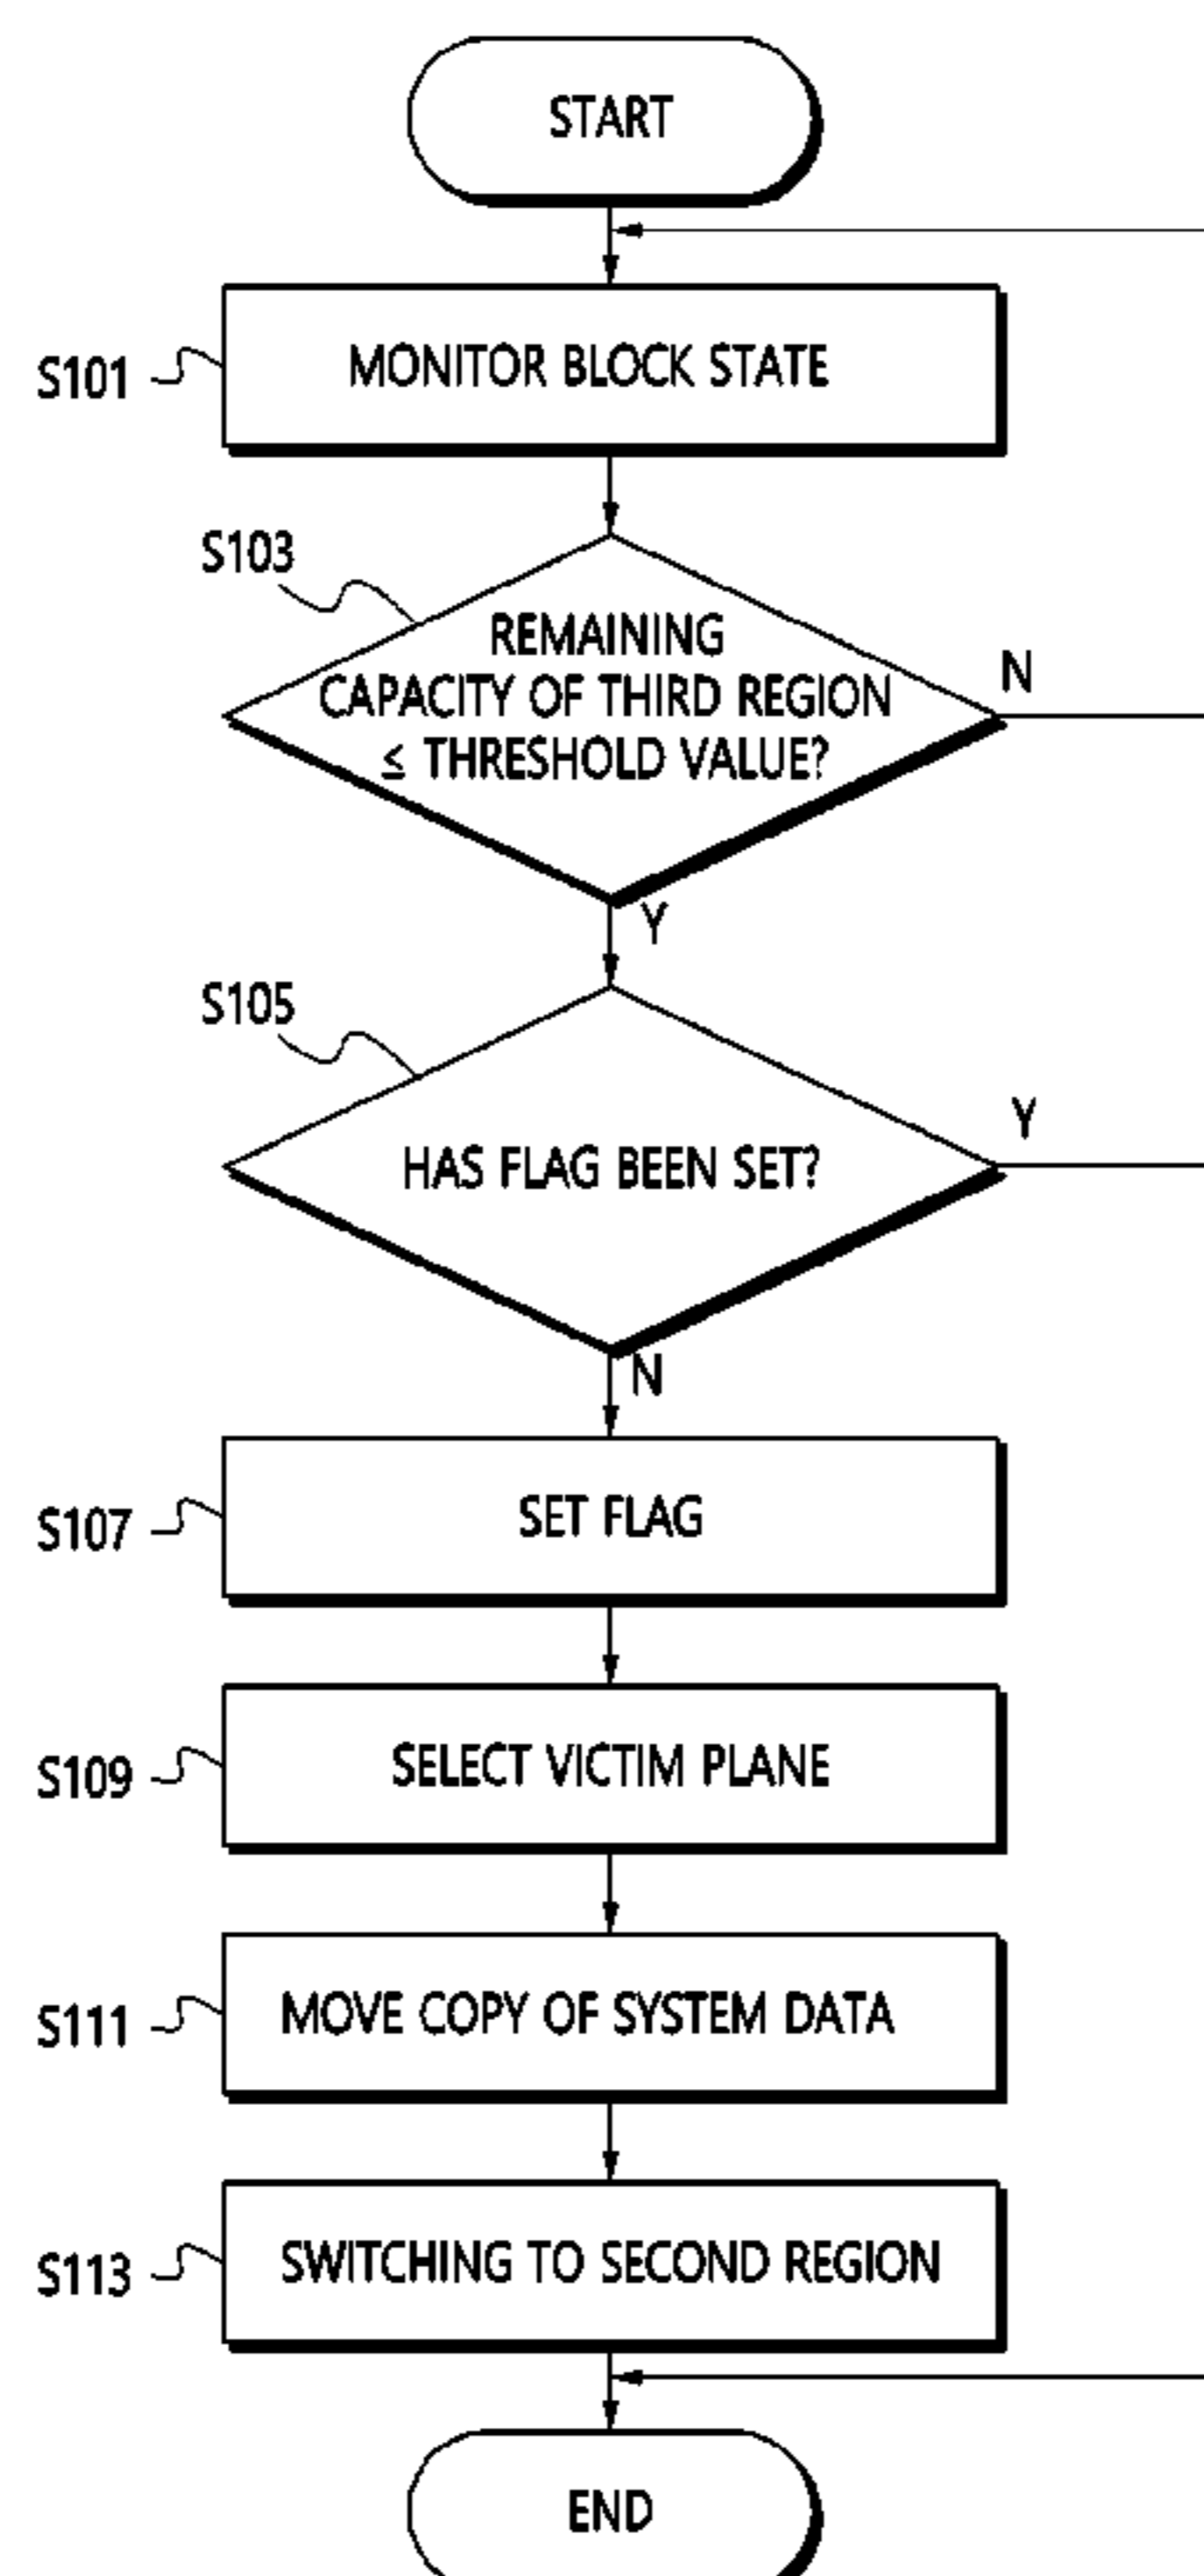 START
S101
MONITOR BLOCK STATE
S103
REMAINING
CAPACITY OF THIRD REGION
≤ THRESHOLD VALUE?
N
Y
S105
HAS FLAG BEEN SET?
Y
N
S107
SET FLAG
S109
SELECT VICTIM PLANE
S111
MOVE COPY OF SYSTEM DATA
S113
SWITCHING TO SECOND REGION
END